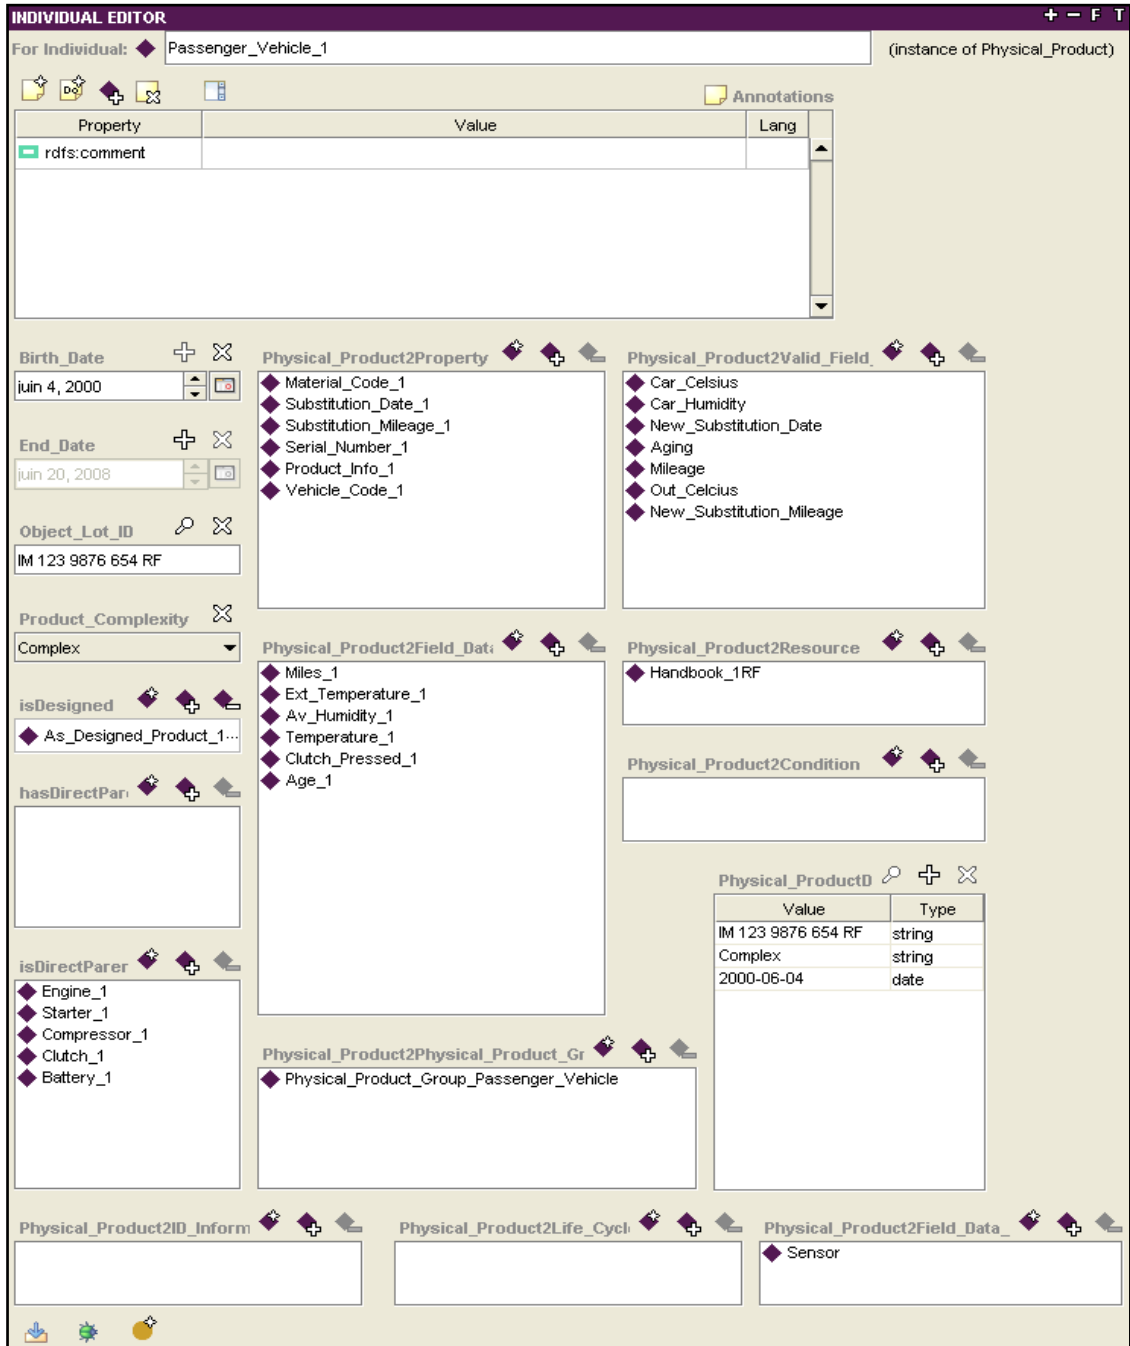 INDIVIDUAL EDITOR + − F T
For Individual: Passenger_Vehicle_1 (instance of Physical_Product)
Annotations
Property Value Lang
rdfs:comment
Birth_Date
juin 4, 2000
End_Date
juin 20, 2008
Object_Lot_ID
IM 123 9876 654 RF
Product_Complexity
Complex
isDesigned
As_Designed_Product_1...
hasDirectPar
isDirectParer
Engine_1
Starter_1
Compressor_1
Clutch_1
Battery_1
Physical_Product2Property
Material_Code_1
Substitution_Date_1
Substitution_Mileage_1
Serial_Number_1
Product_Info_1
Vehicle_Code_1
Physical_Product2Valid_Field_
Car_Celsius
Car_Humidity
New_Substitution_Date
Aging
Mileage
Out_Celcius
New_Substitution_Mileage
Physical_Product2Field_Data
Miles_1
Ext_Temperature_1
Av_Humidity_1
Temperature_1
Clutch_Pressed_1
Age_1
Physical_Product2Resource
Handbook_1RF
Physical_Product2Condition
Physical_ProductD
Value Type
IM 123 9876 654 RF string
Complex string
2000-06-04 date
Physical_Product2Physical_Product_Gr
Physical_Product_Group_Passenger_Vehicle
Physical_Product2ID_Inform
Physical_Product2Life_Cycl
Physical_Product2Field_Data_
Sensor